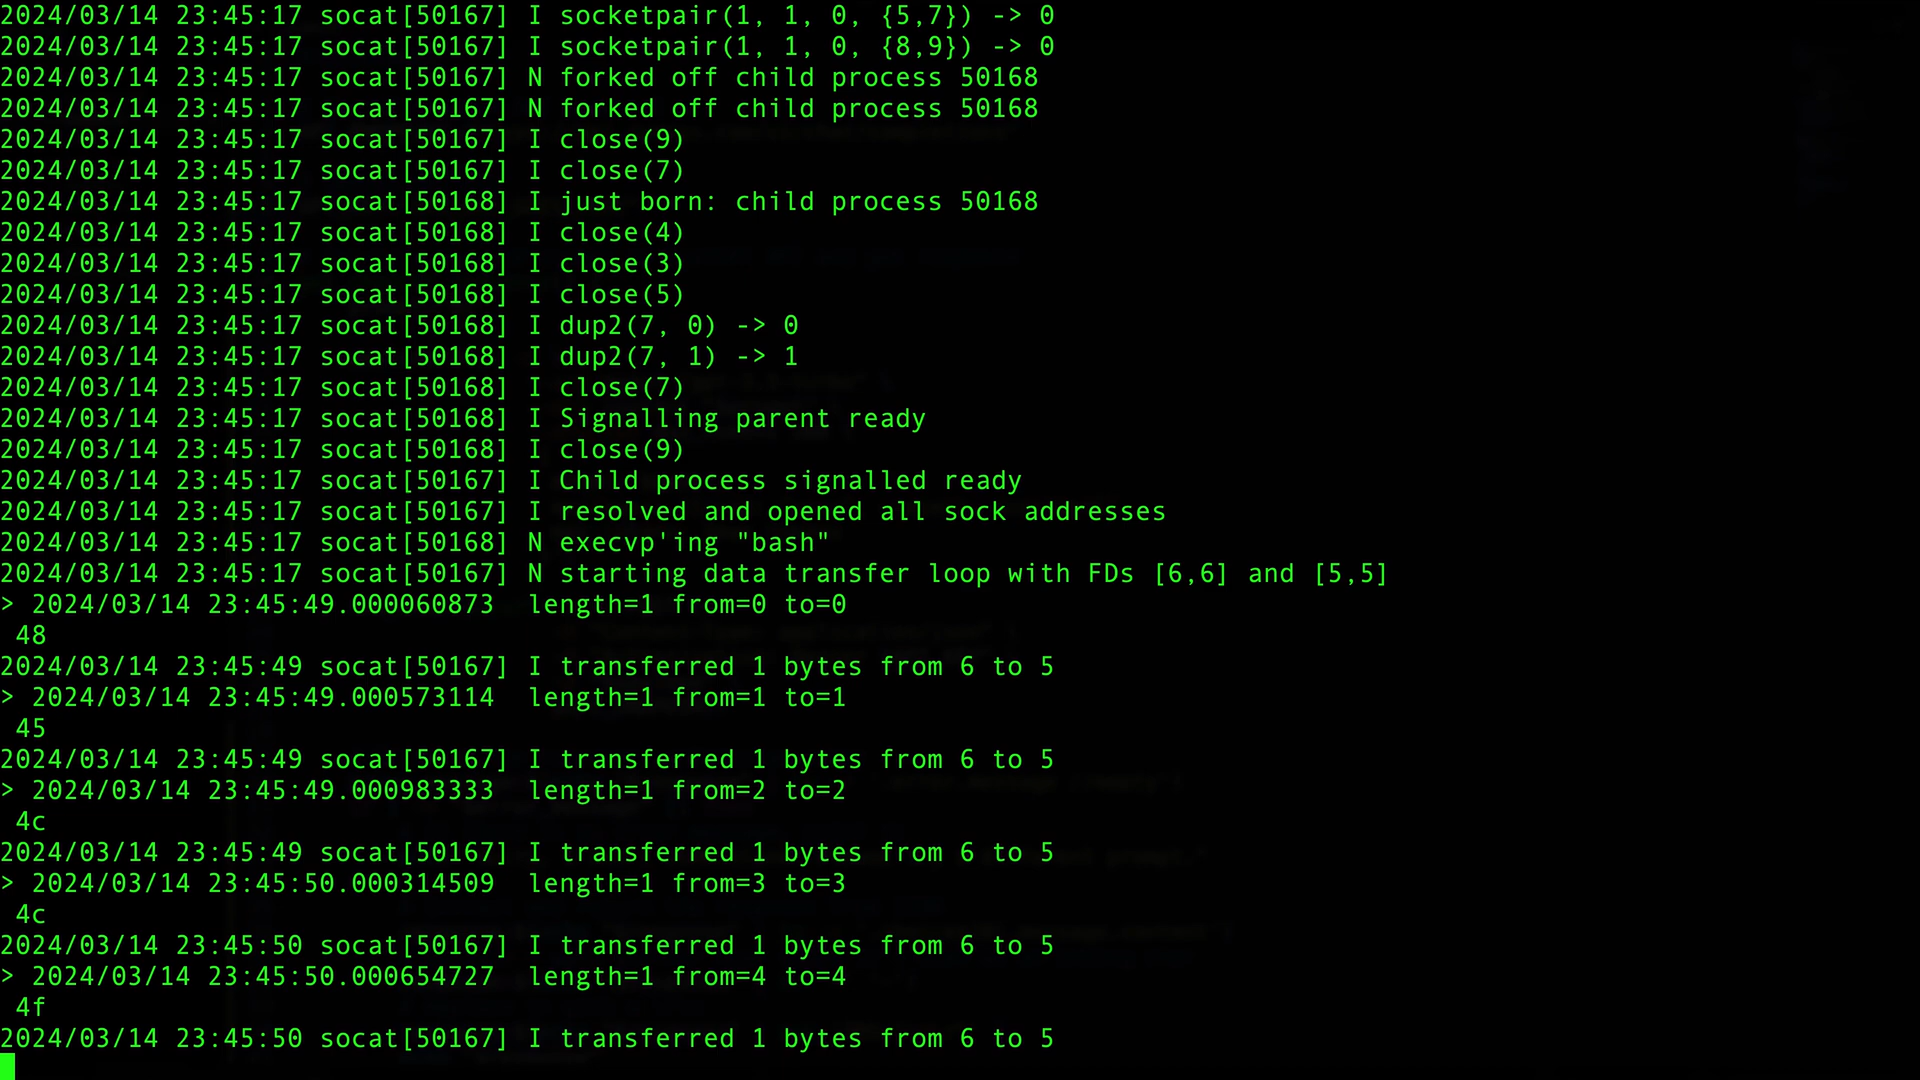 2024/03/14 23:45:17 socat[50167] I socketpair(1, 1, 0, {5,7}) -> 0
2024/03/14 23:45:17 socat[50167] I socketpair(1, 1, 0, {8,9}) -> 0
2024/03/14 23:45:17 socat[50167] N forked off child process 50168
2024/03/14 23:45:17 socat[50167] N forked off child process 50168
2024/03/14 23:45:17 socat[50167] I close(9)
2024/03/14 23:45:17 socat[50167] I close(7)
2024/03/14 23:45:17 socat[50168] I just born: child process 50168
2024/03/14 23:45:17 socat[50168] I close(4)
2024/03/14 23:45:17 socat[50168] I close(3)
2024/03/14 23:45:17 socat[50168] I close(5)
2024/03/14 23:45:17 socat[50168] I dup2(7, 0) -> 0
2024/03/14 23:45:17 socat[50168] I dup2(7, 1) -> 1
2024/03/14 23:45:17 socat[50168] I close(7)
2024/03/14 23:45:17 socat[50168] I Signalling parent ready
2024/03/14 23:45:17 socat[50168] I close(9)
2024/03/14 23:45:17 socat[50167] I Child process signalled ready
2024/03/14 23:45:17 socat[50167] I resolved and opened all sock addresses
2024/03/14 23:45:17 socat[50168] N execvp'ing "bash"
2024/03/14 23:45:17 socat[50167] N starting data transfer loop with FDs [6,6] and [5,5]
> 2024/03/14 23:45:49.000060873  length=1 from=0 to=0
 48
2024/03/14 23:45:49 socat[50167] I transferred 1 bytes from 6 to 5
> 2024/03/14 23:45:49.000573114  length=1 from=1 to=1
 45
2024/03/14 23:45:49 socat[50167] I transferred 1 bytes from 6 to 5
> 2024/03/14 23:45:49.000983333  length=1 from=2 to=2
 4c
2024/03/14 23:45:49 socat[50167] I transferred 1 bytes from 6 to 5
> 2024/03/14 23:45:50.000314509  length=1 from=3 to=3
 4c
2024/03/14 23:45:50 socat[50167] I transferred 1 bytes from 6 to 5
> 2024/03/14 23:45:50.000654727  length=1 from=4 to=4
 4f
2024/03/14 23:45:50 socat[50167] I transferred 1 bytes from 6 to 5